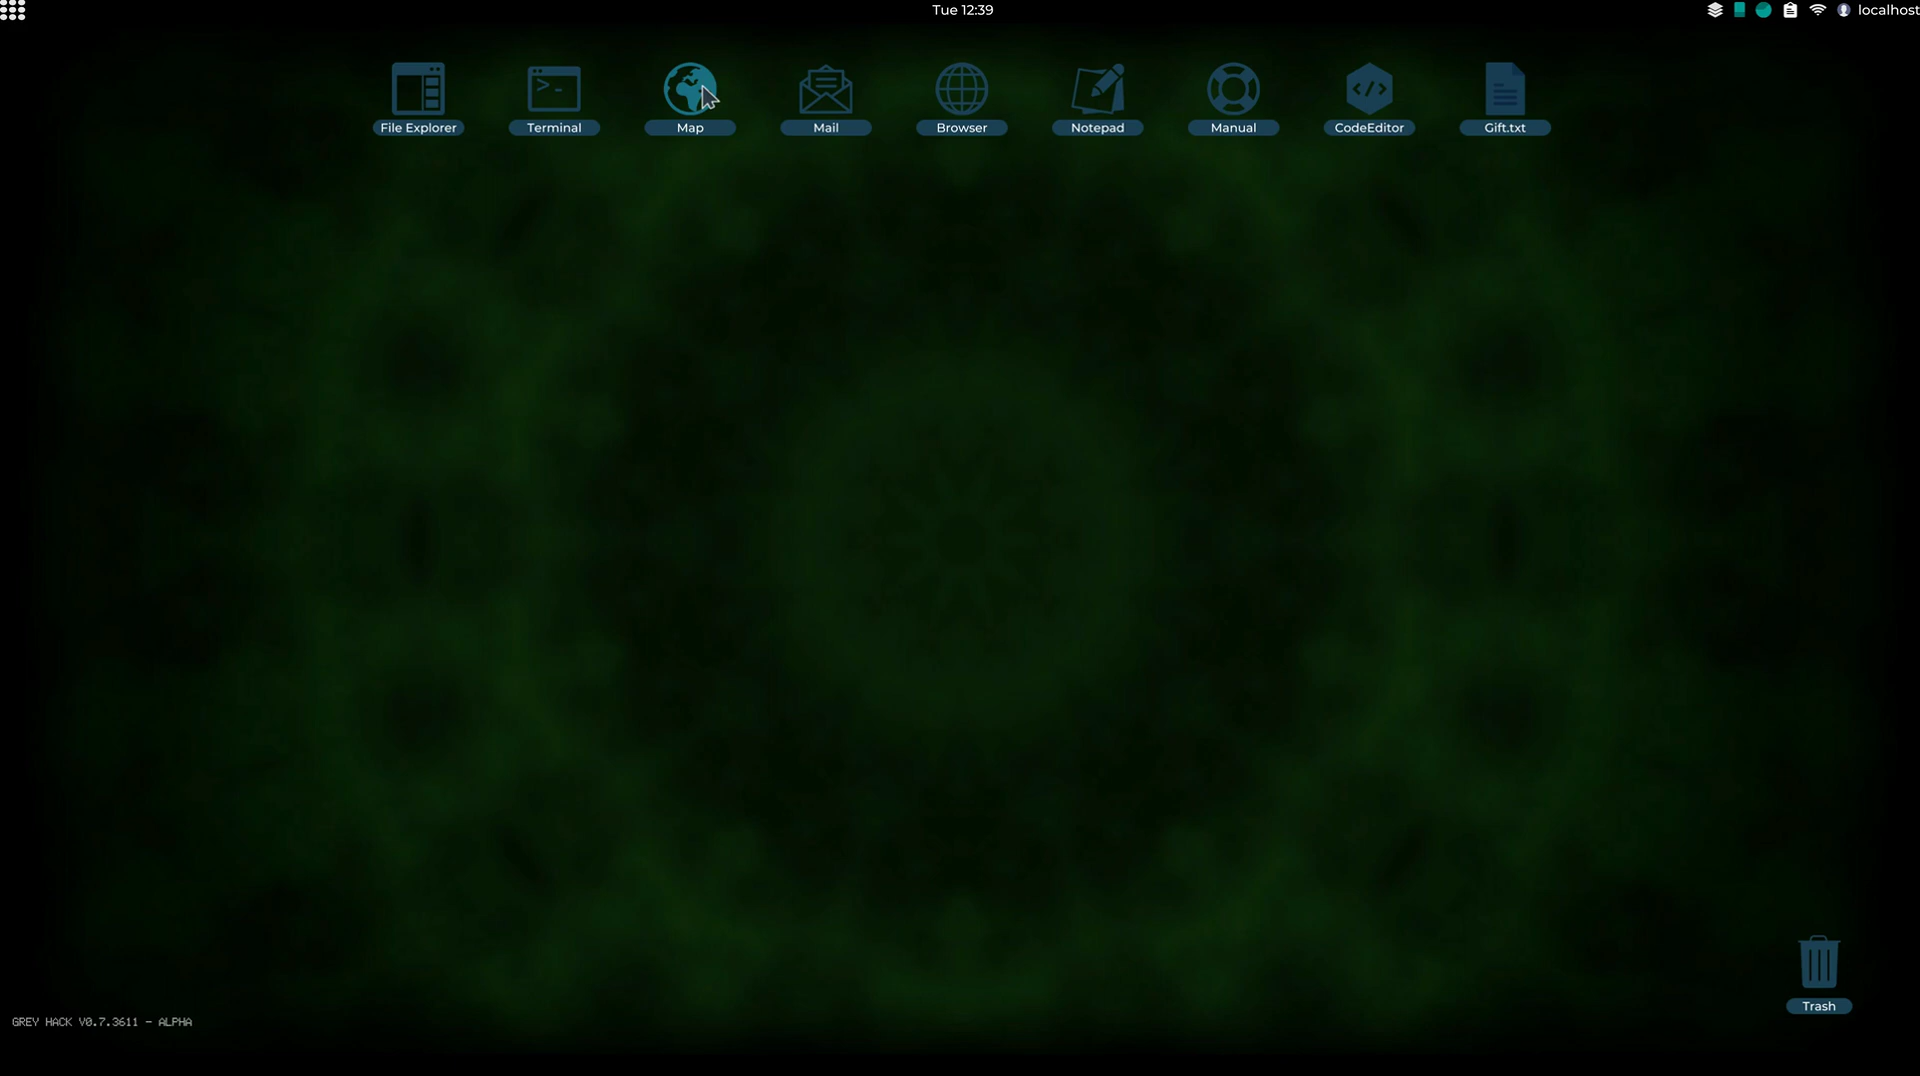 Tue 12:39
localhost
File Explorer
Terminal
Map
Mail
Browser
Notepad
Manual
CodeEditor
Gift.txt
Trash
GREY HACK V0.7.3611 - ALPHA